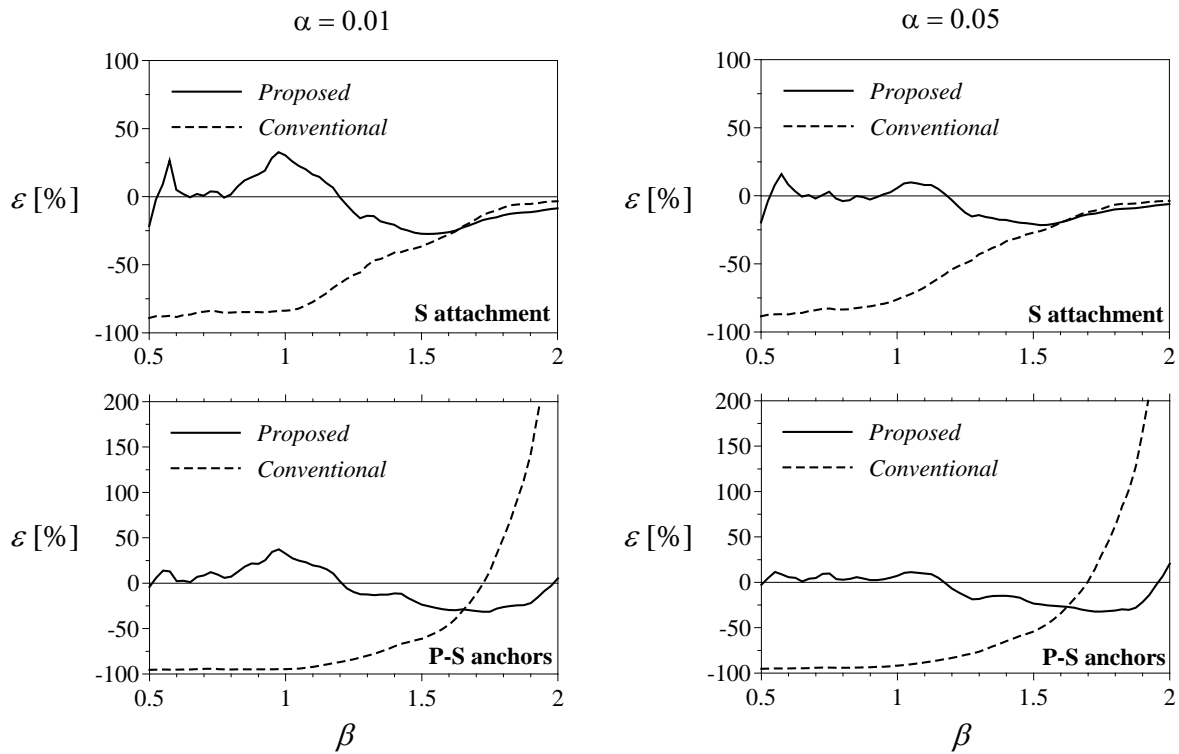 α = 0.01
α = 0.05
100
50
0
-50
-100
ε [%]
Proposed
Conventional
S attachment
0.5 1 1.5 2
100
50
0
-50
-100
ε [%]
Proposed
Conventional
S attachment
0.5 1 1.5 2
200
150
100
50
0
-50
-100
ε [%]
Proposed
Conventional
P-S anchors
0.5 1 1.5 2
β
200
150
100
50
0
-50
-100
ε [%]
Proposed
Conventional
P-S anchors
0.5 1 1.5 2
β